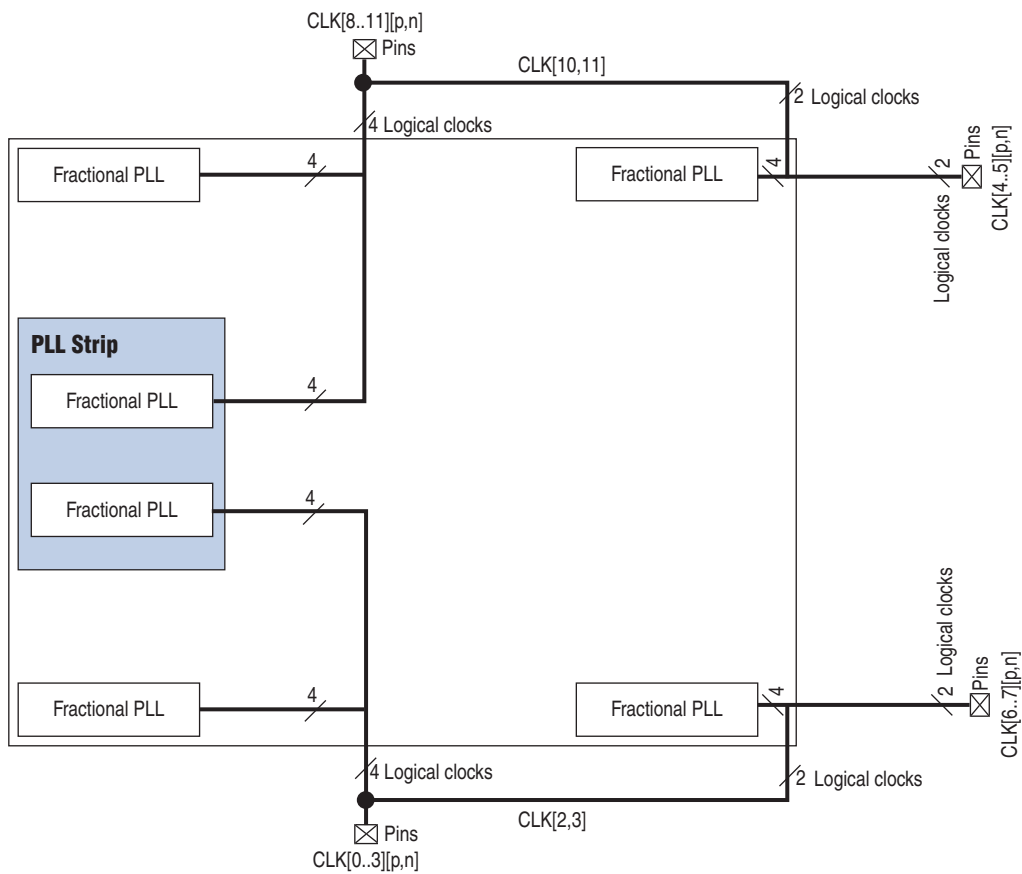 CLK[8..11][p,n]
Pins
CLK[10,11]
2 Logical clocks
4 Logical clocks
Fractional PLL
4
Fractional PLL
4
2
Logical clocks
Pins
CLK[4..5][p,n]
PLL Strip
Fractional PLL
4
Fractional PLL
4
Fractional PLL
4
Fractional PLL
4
2 Logical clocks
Pins
CLK[6..7][p,n]
4 Logical clocks
2 Logical clocks
CLK[2,3]
Pins
CLK[0..3][p,n]